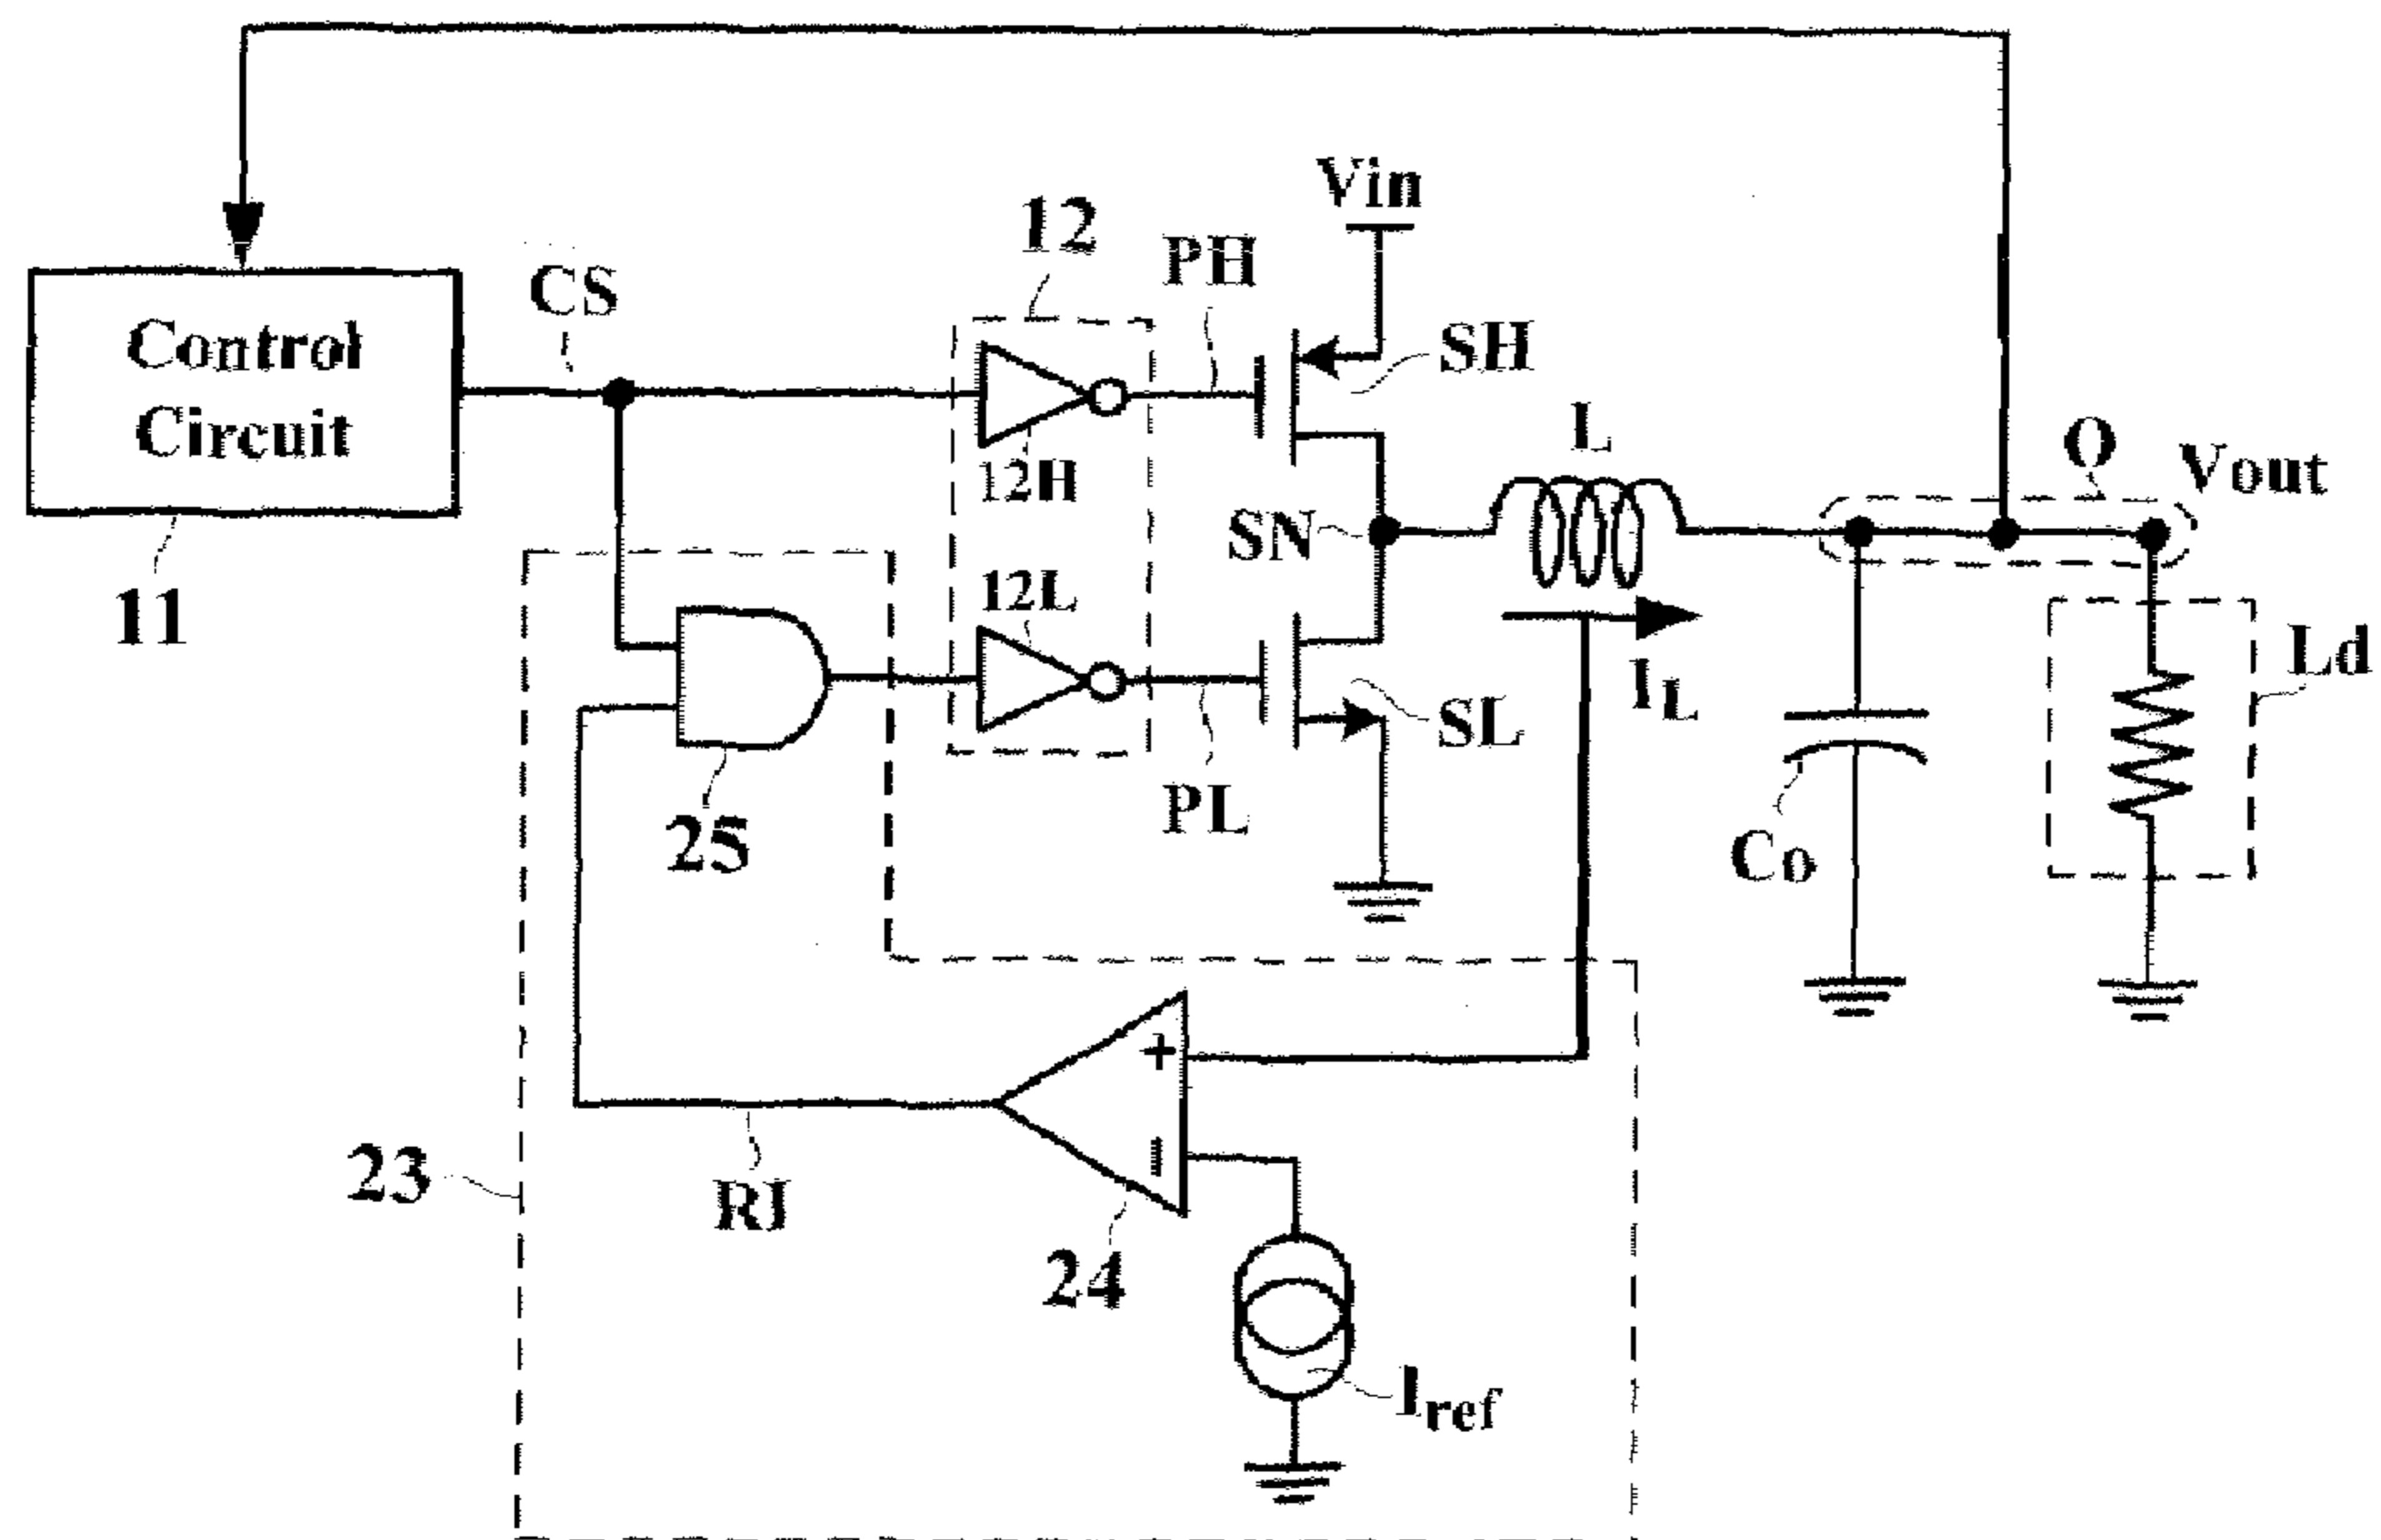 Vin
12
PH
CS
SH
Control
Circuit
L
O
Vout
12H
SN
12L
11
Ld
IL
SL
PL
25
Co
+
−
23
RI
24
Iref